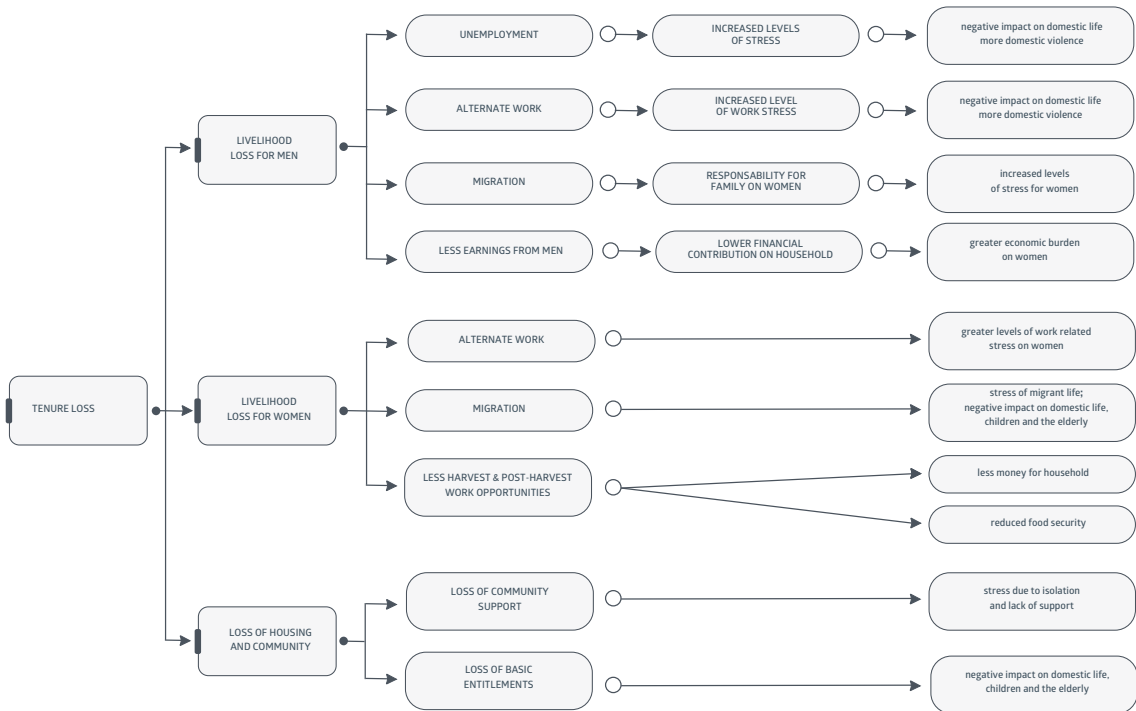 UNEMPLOYMENT
INCREASED LEVELS
OF STRESS
negative impact on domestic life
more domestic violence
ALTERNATE WORK
INCREASED LEVEL
OF WORK STRESS
negative impact on domestic life
more domestic violence
LIVELIHOOD
LOSS FOR MEN
MIGRATION
RESPONSABILITY FOR
FAMILY ON WOMEN
increased levels
of stress for women
LESS EARNINGS FROM MEN
LOWER FINANCIAL
CONTRIBUTION ON HOUSEHOLD
greater economic burden
on women
ALTERNATE WORK
greater levels of work related
stress on women
TENURE LOSS
LIVELIHOOD
LOSS FOR WOMEN
MIGRATION
stress of migrant life;
negative impact on domestic life,
children and the elderly
LESS HARVEST & POST-HARVEST
WORK OPPORTUNITIES
less money for household
reduced food security
LOSS OF COMMUNITY
SUPPORT
stress due to isolation
and lack of support
LOSS OF HOUSING
AND COMMUNITY
LOSS OF BASIC
ENTITLEMENTS
negative impact on domestic life,
children and the elderly